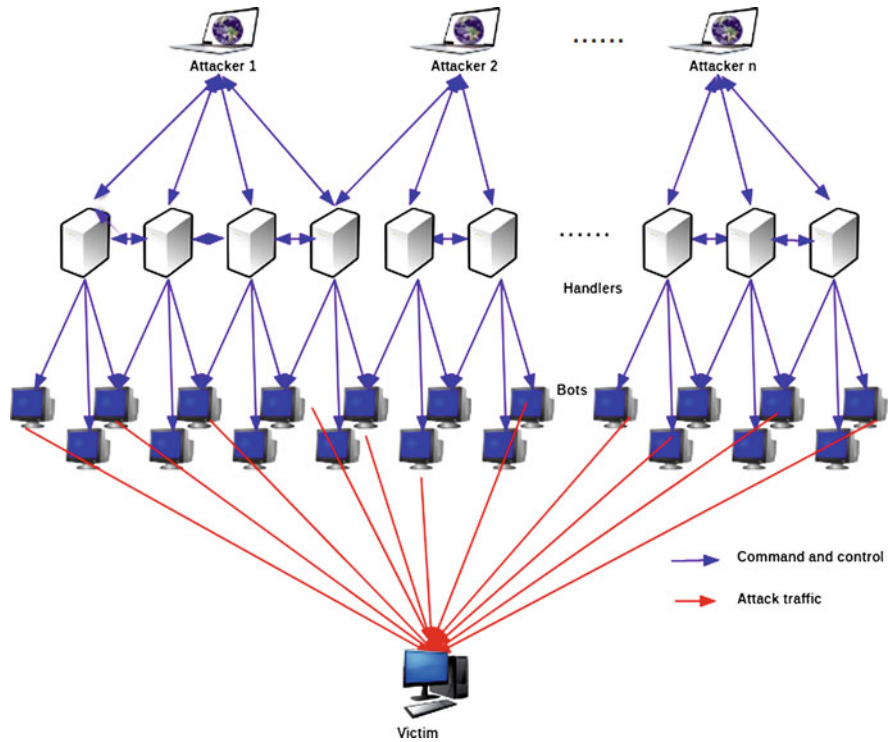 Attacker 1
Attacker 2
......
Attacker n
......
Handlers
Bots
Command and control
Attack traffic
Victim